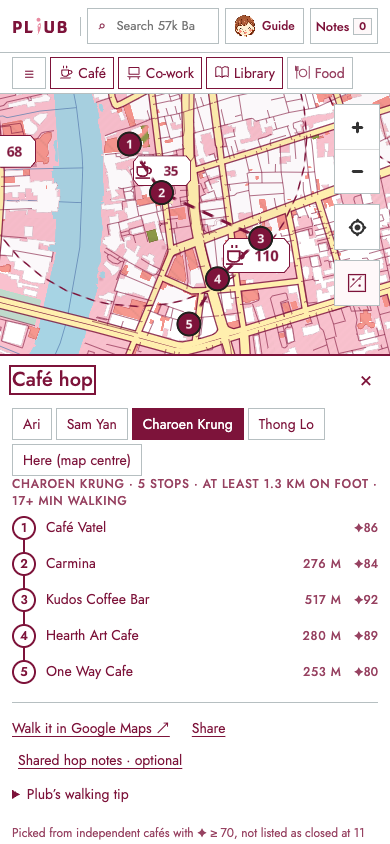 PLUB
Search 57k Ba
Guide
Notes 0
Café
Co-work
Library
Food
68
1
35
2
3
110
4
5
Café hop
Ari
Sam Yan
Charoen Krung
Thong Lo
Here (map centre)
CHAROEN KRUNG · 5 STOPS · AT LEAST 1.3 KM ON FOOT ·
17+ MIN WALKING
1 Café Vatel ✦86
2 Carmina 276 M ✦84
3 Kudos Coffee Bar 517 M ✦92
4 Hearth Art Cafe 280 M ✦89
5 One Way Cafe 253 M ✦80
Walk it in Google Maps ↗ Share
Shared hop notes · optional
▶ Plub's walking tip
Picked from independent cafés with ✦ ≥ 70, not listed as closed at 11